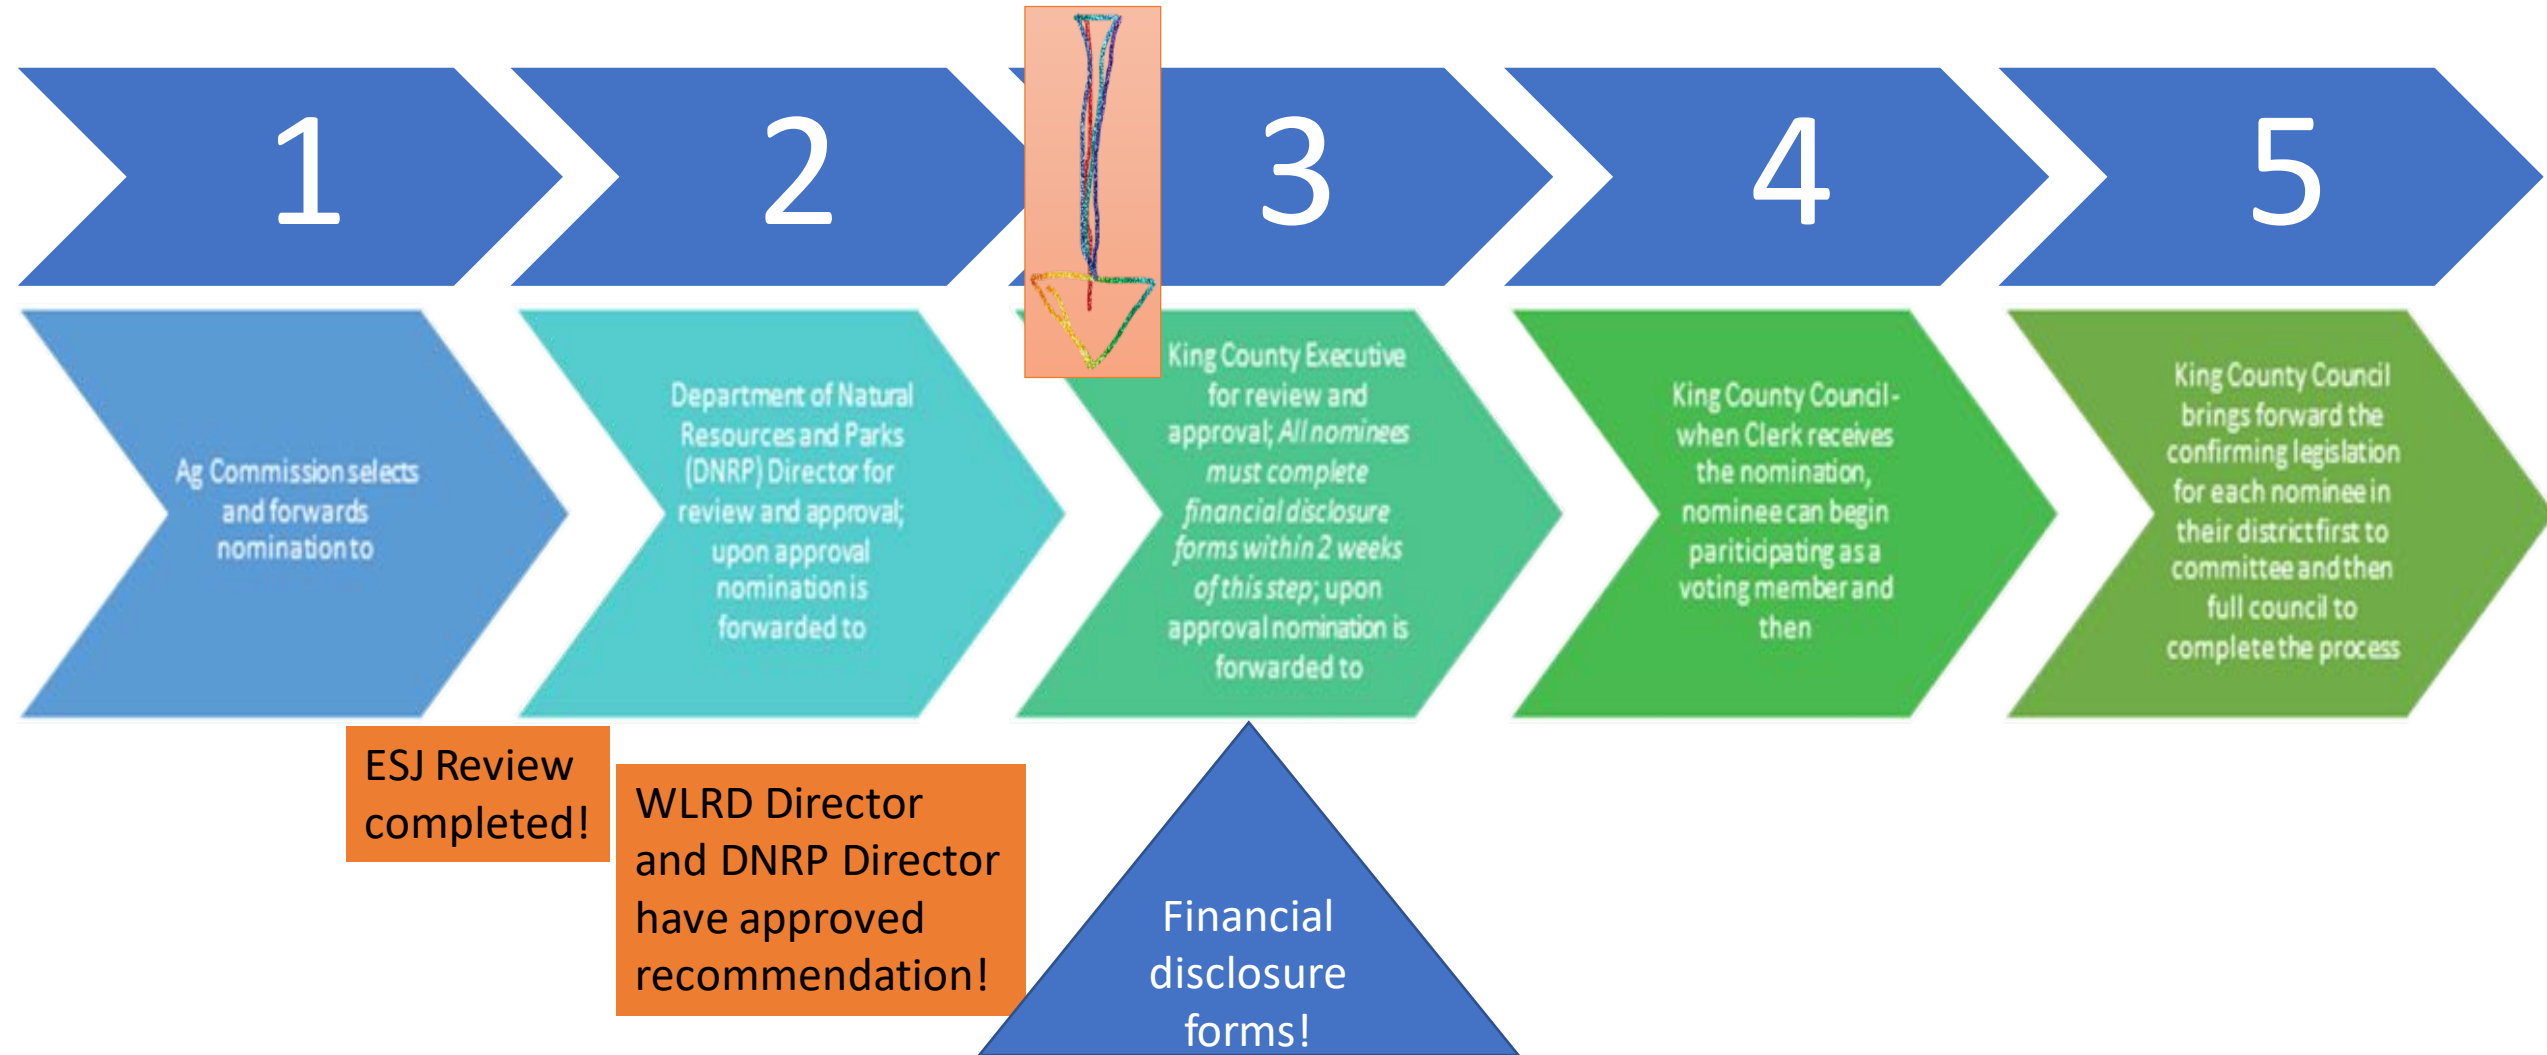 1
2
3
4
5
Ag Commission selects
and forwards
nomination to
Department of Natural
Resources and Parks
(DNRP) Director for
review and approval;
upon approval
nomination is
forwarded to
King County Executive
for review and
approval; All nominees
must complete
financial disclosure
forms within 2 weeks
of this step; upon
approval nomination is
forwarded to
King County Council -
when Clerk receives
the nomination,
nominee can begin
pariticipating as a
voting member and
then
King County Council
brings forward the
confirming legislation
for each nominee in
their district first to
committee and then
full council to
complete the process
ESJ Review
completed!
WLRD Director
and DNRP Director
have approved
recommendation!
Financial
disclosure
forms!